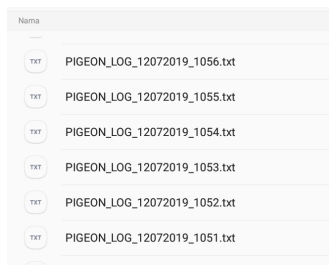 Nama
TXT PIGEON_LOG_12072019_1056.txt
TXT PIGEON_LOG_12072019_1055.txt
TXT PIGEON_LOG_12072019_1054.txt
TXT PIGEON_LOG_12072019_1053.txt
TXT PIGEON_LOG_12072019_1052.txt
TXT PIGEON_LOG_12072019_1051.txt